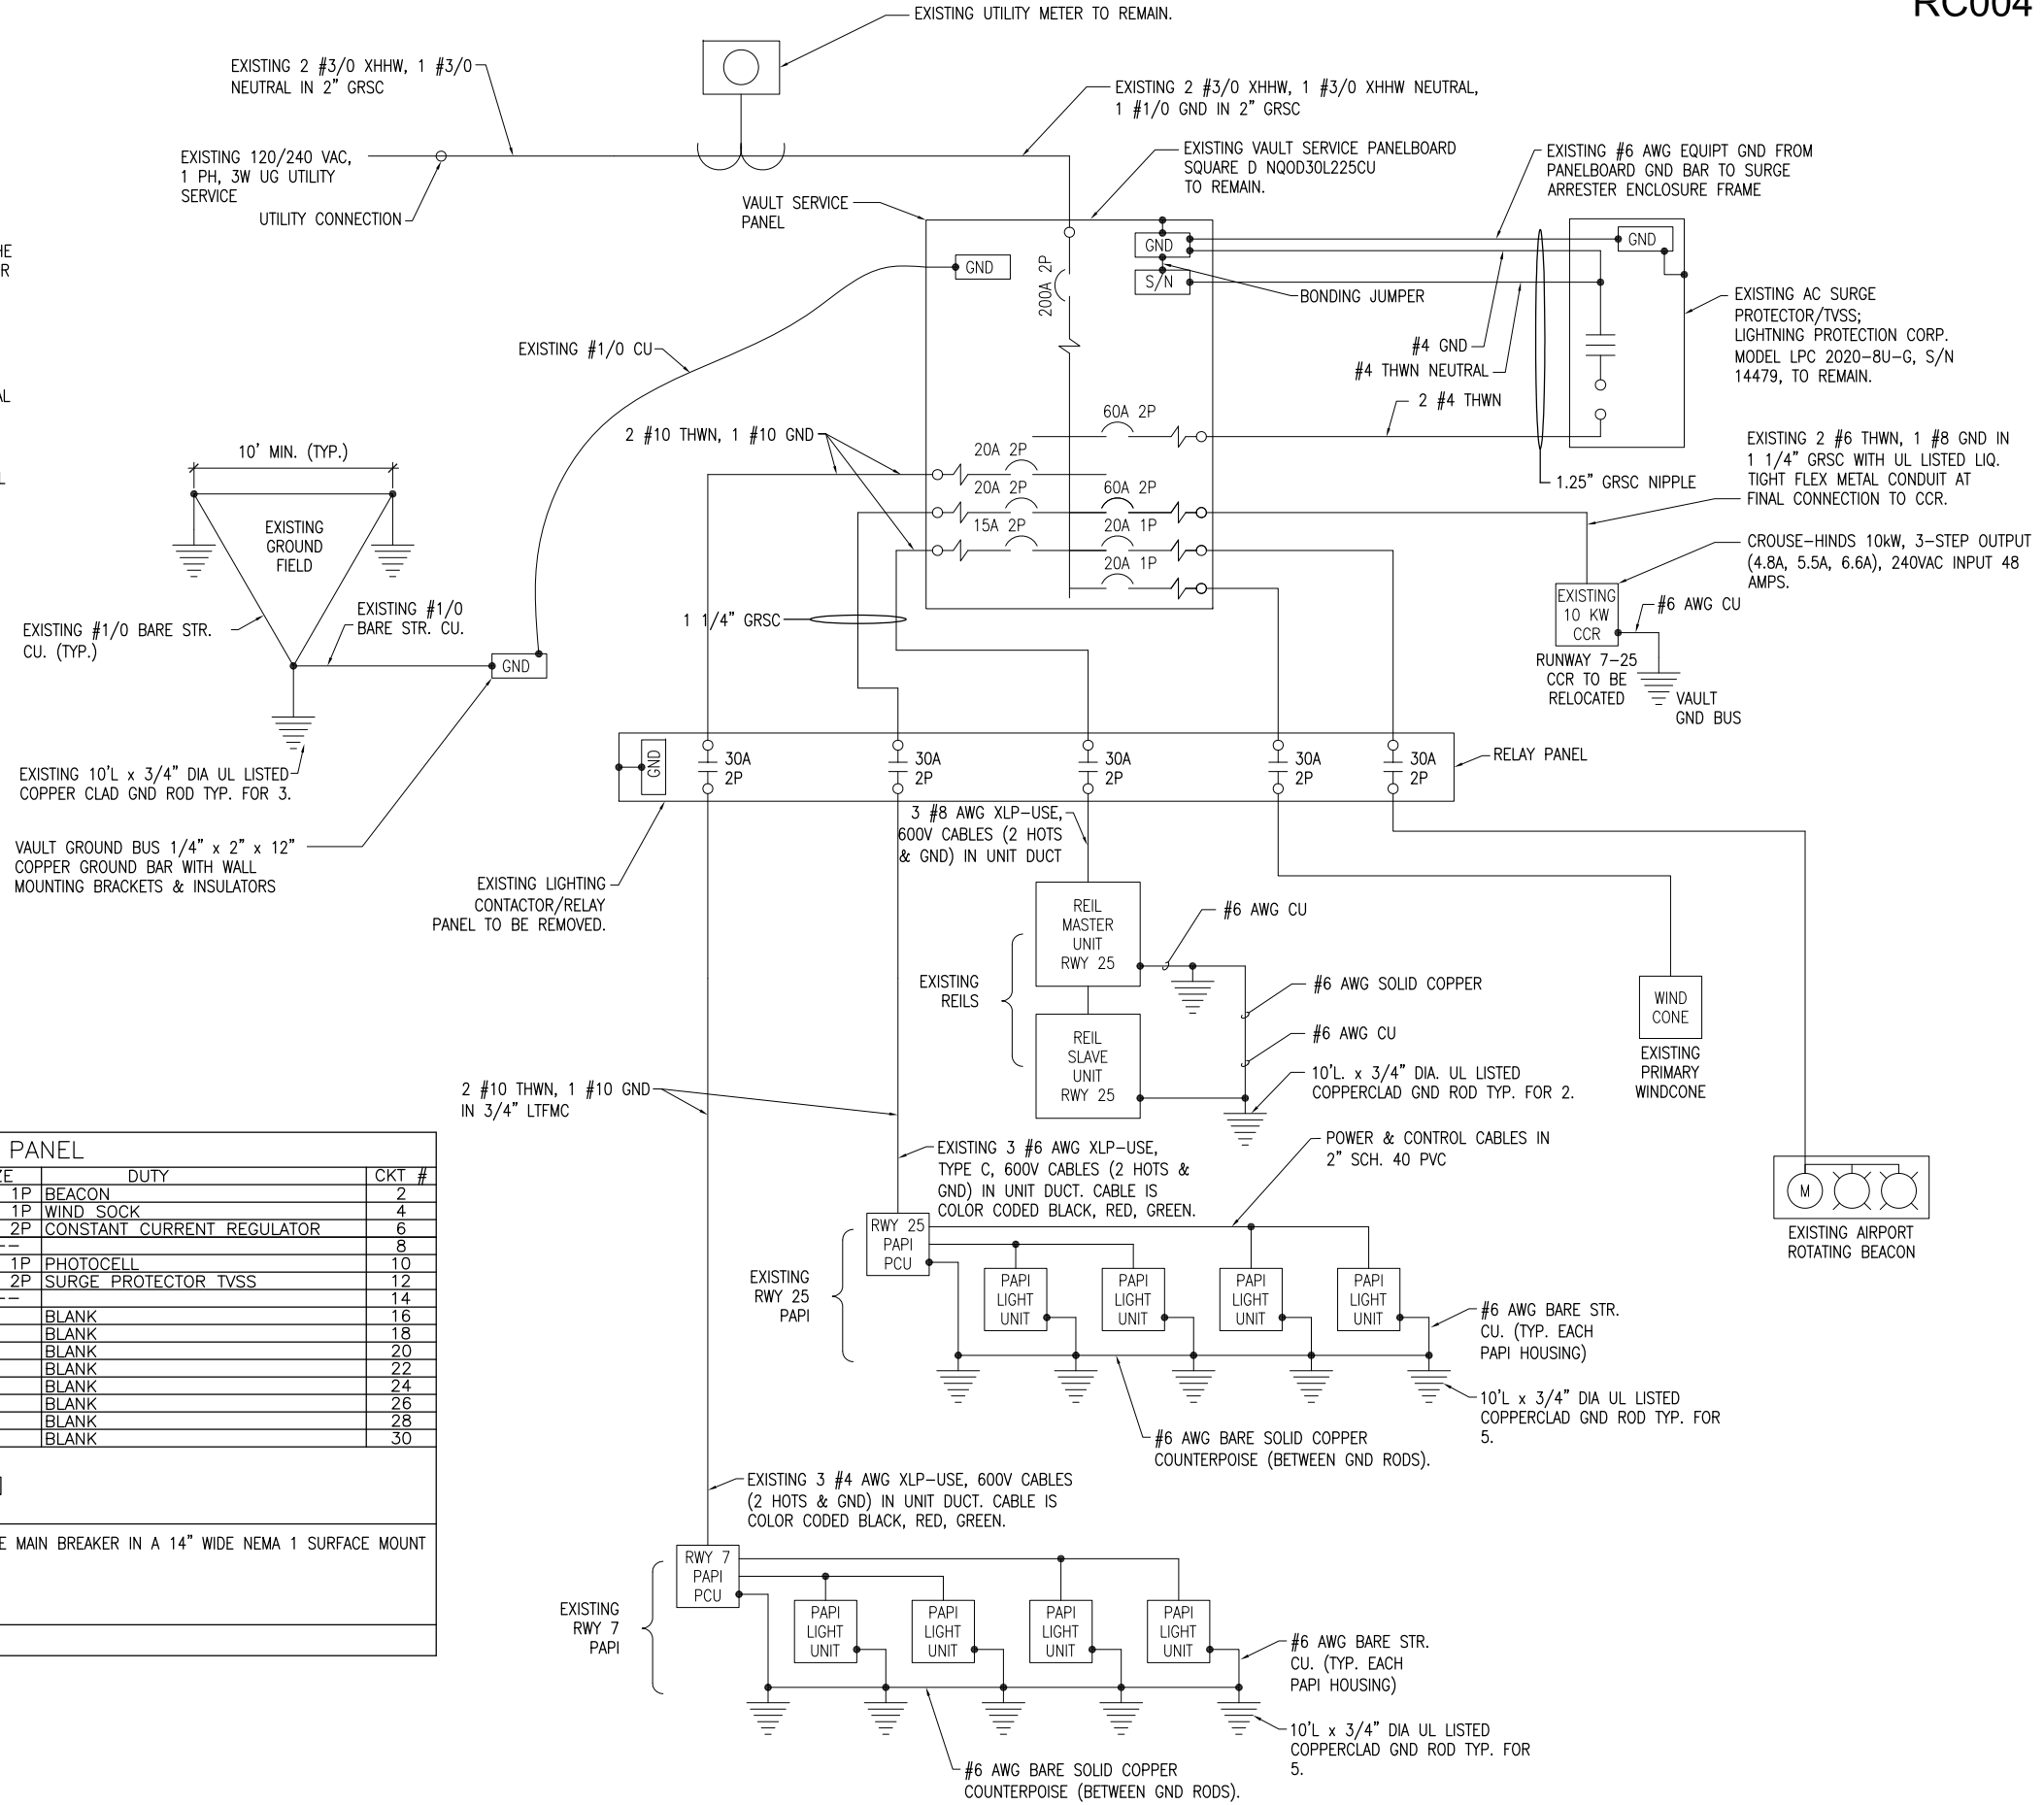 RC004
EXISTING UTILITY METER TO REMAIN.
EXISTING 2 #3/0 XHHW, 1 #3/0
NEUTRAL IN 2" GRSC
EXISTING 2 #3/0 XHHW, 1 #3/0 XHHW NEUTRAL,
1 #1/0 GND IN 2" GRSC
EXISTING 120/240 VAC,
1 PH, 3W UG UTILITY
SERVICE
UTILITY CONNECTION
VAULT SERVICE
PANEL
EXISTING VAULT SERVICE PANELBOARD
SQUARE D NQOD30L225CU
TO REMAIN.
EXISTING #6 AWG EQUIPT GND FROM
PANELBOARD GND BAR TO SURGE
ARRESTER ENCLOSURE FRAME
HE
R
AL
L
GND
200A 2P
GND
S/N
BONDING JUMPER
GND
EXISTING AC SURGE
PROTECTOR/TVSS;
LIGHTNING PROTECTION CORP.
MODEL LPC 2020-8U-G, S/N
14479, TO REMAIN.
#4 GND
#4 THWN NEUTRAL
2 #4 THWN
EXISTING #1/0 CU
2 #10 THWN, 1 #10 GND
60A 2P
20A 2P
20A 2P
60A 2P
15A 2P
20A 1P
20A 1P
1.25" GRSC NIPPLE
EXISTING 2 #6 THWN, 1 #8 GND IN
1 1/4" GRSC WITH UL LISTED LIQ.
TIGHT FLEX METAL CONDUIT AT
FINAL CONNECTION TO CCR.
CROUSE-HINDS 10kW, 3-STEP OUTPUT
(4.8A, 5.5A, 6.6A), 240VAC INPUT 48
AMPS.
EXISTING
10 KW
CCR
#6 AWG CU
RUNWAY 7-25
CCR TO BE
RELOCATED
VAULT
GND BUS
10' MIN. (TYP.)
EXISTING
GROUND
FIELD
EXISTING #1/0
BARE STR. CU.
EXISTING #1/0 BARE STR.
CU. (TYP.)
GND
1 1/4" GRSC
EXISTING 10'L x 3/4" DIA UL LISTED
COPPER CLAD GND ROD TYP. FOR 3.
VAULT GROUND BUS 1/4" x 2" x 12"
COPPER GROUND BAR WITH WALL
MOUNTING BRACKETS & INSULATORS
GND
30A
2P
30A
2P
30A
2P
30A
2P
30A
2P
RELAY PANEL
EXISTING LIGHTING
CONTACTOR/RELAY
PANEL TO BE REMOVED.
3 #8 AWG XLP-USE,
600V CABLES (2 HOTS
& GND) IN UNIT DUCT
REIL
MASTER
UNIT
RWY 25
#6 AWG CU
EXISTING
REILS
#6 AWG SOLID COPPER
#6 AWG CU
REIL
SLAVE
UNIT
RWY 25
10'L. x 3/4" DIA. UL LISTED
COPPERCLAD GND ROD TYP. FOR 2.
WIND
CONE
EXISTING
PRIMARY
WINDCONE
2 #10 THWN, 1 #10 GND
IN 3/4" LTFMC
EXISTING 3 #6 AWG XLP-USE,
TYPE C, 600V CABLES (2 HOTS &
GND) IN UNIT DUCT. CABLE IS
COLOR CODED BLACK, RED, GREEN.
POWER & CONTROL CABLES IN
2" SCH. 40 PVC
M
EXISTING AIRPORT
ROTATING BEACON
RWY 25
PAPI
PCU
EXISTING
RWY 25
PAPI
PAPI
LIGHT
UNIT
PAPI
LIGHT
UNIT
PAPI
LIGHT
UNIT
PAPI
LIGHT
UNIT
#6 AWG BARE STR.
CU. (TYP. EACH
PAPI HOUSING)
10'L x 3/4" DIA UL LISTED
COPPERCLAD GND ROD TYP. FOR
5.
#6 AWG BARE SOLID COPPER
COUNTERPOISE (BETWEEN GND RODS).
PANEL
ZE DUTY CKT #
1P BEACON 2
1P WIND SOCK 4
2P CONSTANT CURRENT REGULATOR 6
-- 8
1P PHOTOCELL 10
2P SURGE PROTECTOR TVSS 12
-- 14
BLANK 16
BLANK 18
BLANK 20
BLANK 22
BLANK 24
BLANK 26
BLANK 28
BLANK 30
E MAIN BREAKER IN A 14" WIDE NEMA 1 SURFACE MOUNT
EXISTING 3 #4 AWG XLP-USE, 600V CABLES
(2 HOTS & GND) IN UNIT DUCT. CABLE IS
COLOR CODED BLACK, RED, GREEN.
RWY 7
PAPI
PCU
EXISTING
RWY 7
PAPI
PAPI
LIGHT
UNIT
PAPI
LIGHT
UNIT
PAPI
LIGHT
UNIT
PAPI
LIGHT
UNIT
#6 AWG BARE STR.
CU. (TYP. EACH
PAPI HOUSING)
10'L x 3/4" DIA UL LISTED
COPPERCLAD GND ROD TYP. FOR
5.
#6 AWG BARE SOLID COPPER
COUNTERPOISE (BETWEEN GND RODS).